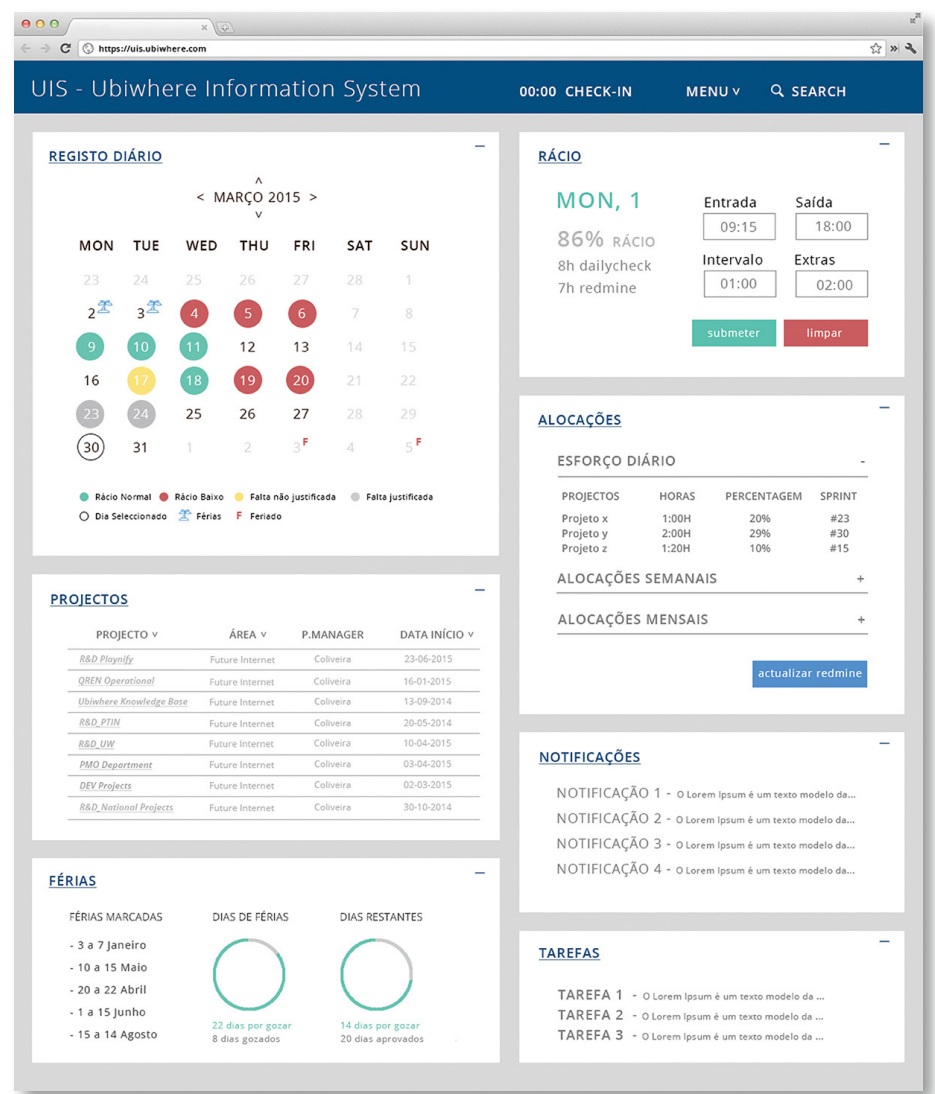 https://uis.ubiwhere.com
UIS - Ubiwhere Information System
00:00 CHECK-IN MENU SEARCH
REGISTO DIÁRIO
< MARÇO 2015 >
MON TUE WED THU FRI SAT SUN
23 24 25 26 27 28 1
2 3 4 5 6 7 8
9 10 11 12 13 14 15
16 17 18 19 20 21 22
23 24 25 26 27 28 29
30 31 1 2 3 F 4 5 F
Rácio Normal Rácio Baixo Falta não justificada Falta justificada
Dia Seleccionado Férias F Feriado
PROJECTOS
PROJECTO ÁREA P.MANAGER DATA INÍCIO
R&D Playnify Future Internet Coliveira 23-06-2015
QREN Operational Future Internet Coliveira 16-01-2015
Ubiwhere Knowledge Base Future Internet Coliveira 13-09-2014
R&D_PTIN Future Internet Coliveira 20-05-2014
R&D_UW Future Internet Coliveira 10-04-2015
PMO Department Future Internet Coliveira 03-04-2015
DEV Projects Future Internet Coliveira 02-03-2015
R&D_National Projects Future Internet Coliveira 30-10-2014
FÉRIAS
FÉRIAS MARCADAS DIAS DE FÉRIAS DIAS RESTANTES
- 3 a 7 Janeiro
- 10 a 15 Maio
- 20 a 22 Abril
- 1 a 15 Junho
- 15 a 14 Agosto
22 dias por gozar 14 dias por gozar
8 dias gozados 20 dias aprovados
RÁCIO
MON, 1
86% RÁCIO
8h dailycheck
7h redmine
Entrada Saída
09:15 18:00
Intervalo Extras
01:00 02:00
submeter limpar
ALOCAÇÕES
ESFORÇO DIÁRIO -
PROJECTOS HORAS PERCENTAGEM SPRINT
Projeto x 1:00H 20% #23
Projeto y 2:00H 29% #30
Projeto z 1:20H 10% #15
ALOCAÇÕES SEMANAIS +
ALOCAÇÕES MENSAIS +
actualizar redmine
NOTIFICAÇÕES
NOTIFICAÇÃO 1 - O Lorem Ipsum é um texto modelo da...
NOTIFICAÇÃO 2 - O Lorem Ipsum é um texto modelo da...
NOTIFICAÇÃO 3 - O Lorem Ipsum é um texto modelo da...
NOTIFICAÇÃO 4 - O Lorem Ipsum é um texto modelo da...
TAREFAS
TAREFA 1 - O Lorem Ipsum é um texto modelo da ...
TAREFA 2 - O Lorem Ipsum é um texto modelo da ...
TAREFA 3 - O Lorem Ipsum é um texto modelo da ...